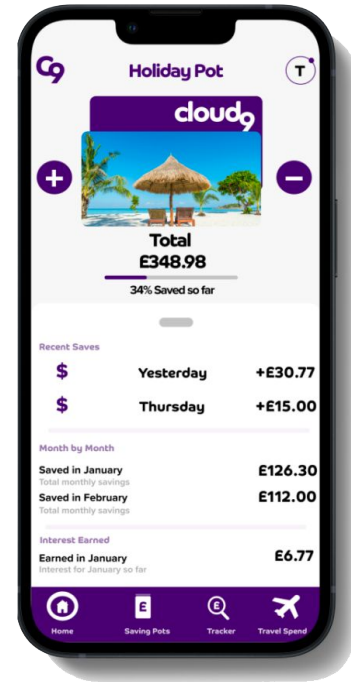 C9
Holiday Pot
T
cloud9
+
−
Total
£348.98
34% Saved so far
Recent Saves
$ Yesterday +£30.77
$ Thursday +£15.00
Month by Month
Saved in January £126.30
Total monthly savings
Saved in February £112.00
Total monthly savings
Interest Earned
Earned in January £6.77
Interest for January so far
£ £
Home Saving Pots Tracker Travel Spend